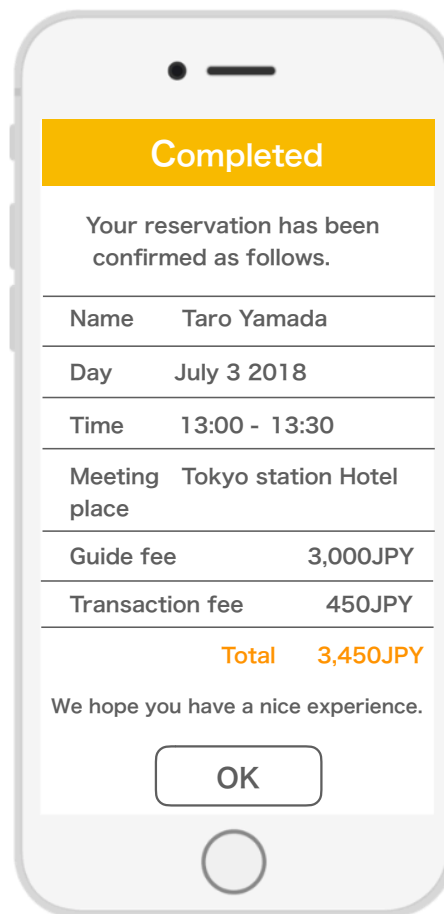 Completed
Your reservation has been
confirmed as follows.
Name Taro Yamada
Day July 3 2018
Time 13:00 - 13:30
Meeting Tokyo station Hotel
place
Guide fee 3,000JPY
Transaction fee 450JPY
Total 3,450JPY
We hope you have a nice experience.
OK